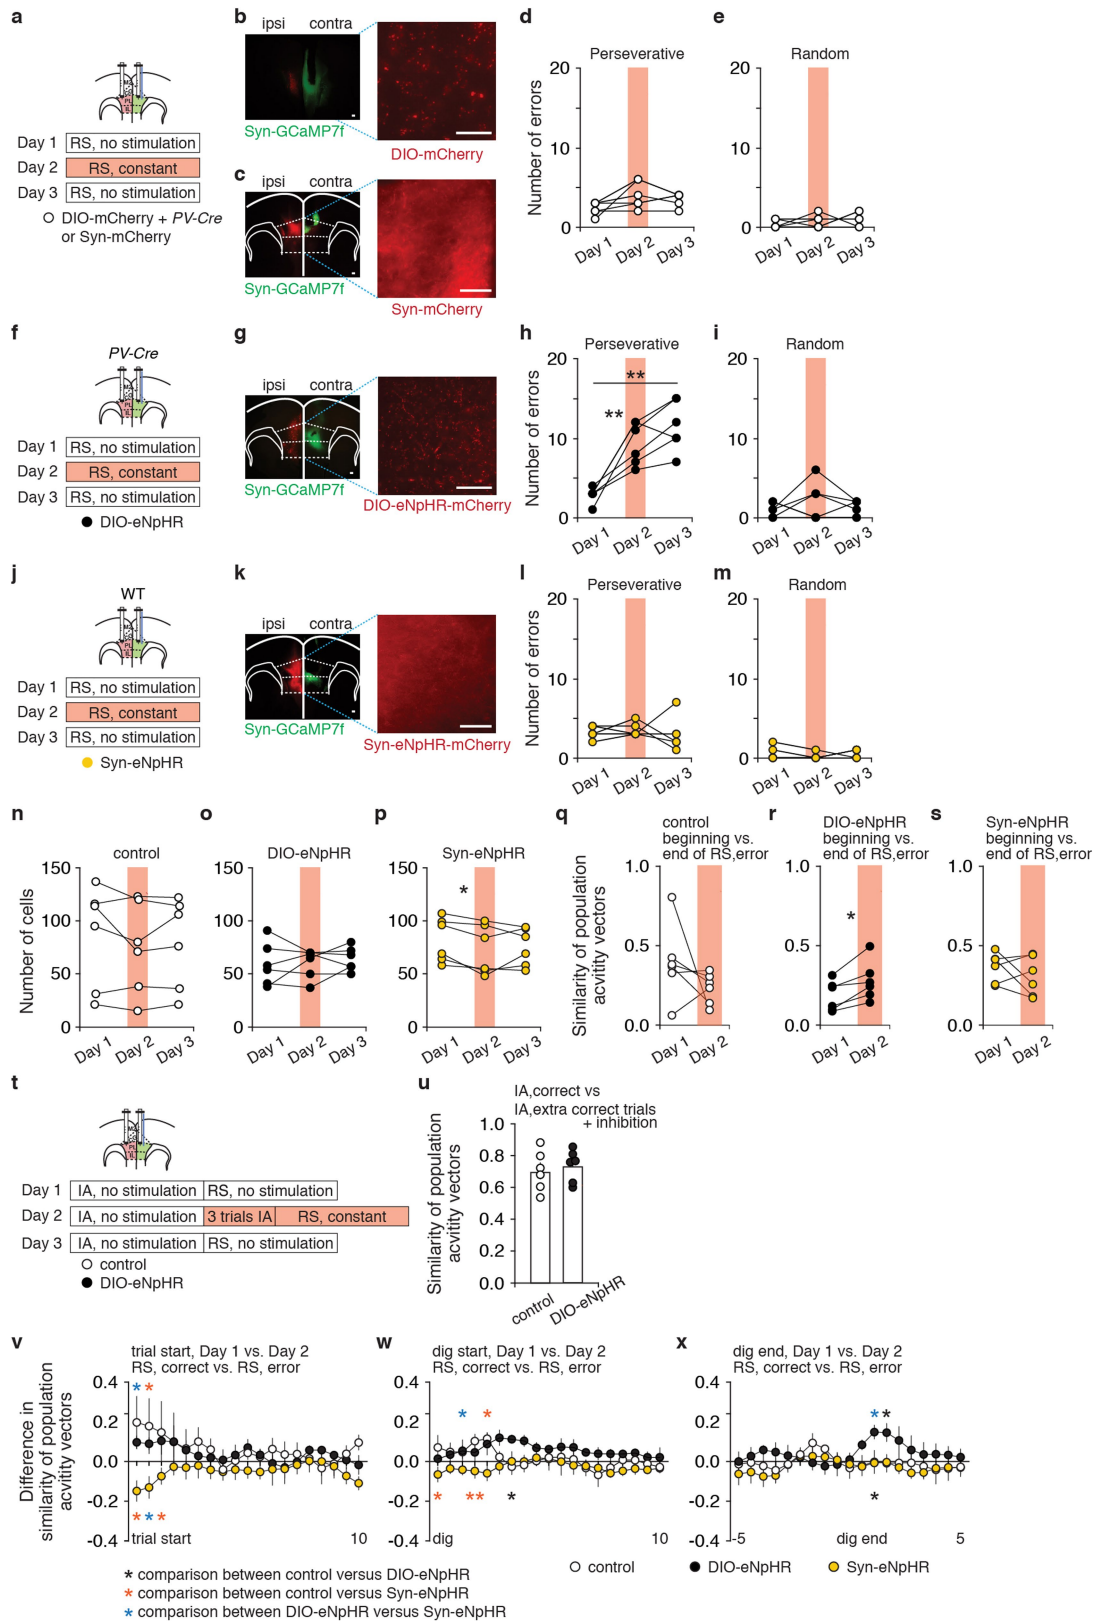 a
Day 1 RS, no stimulation
Day 2 RS, constant
Day 3 RS, no stimulation
DIO-mCherry + PV-Cre
or Syn-mCherry
b
ipsi contra
Syn-GCaMP7f
DIO-mCherry
c
ipsi contra
Syn-GCaMP7f
Syn-mCherry
d
Perseverative
Number of errors
20
10
0
Day 1 Day 2 Day 3
e
Random
20
10
0
Day 1 Day 2 Day 3
f
PV-Cre
Day 1 RS, no stimulation
Day 2 RS, constant
Day 3 RS, no stimulation
DIO-eNpHR
g
ipsi contra
Syn-GCaMP7f
DIO-eNpHR-mCherry
h
Perseverative
Number of errors
20
10
0
**
**
Day 1 Day 2 Day 3
i
Random
20
10
0
Day 1 Day 2 Day 3
j
WT
Day 1 RS, no stimulation
Day 2 RS, constant
Day 3 RS, no stimulation
Syn-eNpHR
k
ipsi contra
Syn-GCaMP7f
Syn-eNpHR-mCherry
l
Perseverative
Number of errors
20
10
0
Day 1 Day 2 Day 3
m
Random
20
10
0
Day 1 Day 2 Day 3
n
control
Number of cells
150
100
50
0
Day 1 Day 2 Day 3
o
DIO-eNpHR
150
100
50
0
Day 1 Day 2 Day 3
p
Syn-eNpHR
150
100
50
0
*
Day 1 Day 2 Day 3
q
control
beginning vs.
end of RS,error
Similarity of population
acvitity vectors
1.0
0.5
0.0
Day 1 Day 2
r
DIO-eNpHR
beginning vs.
end of RS,error
1.0
0.5
0.0
*
Day 1 Day 2
s
Syn-eNpHR
beginning vs.
end of RS,error
1.0
0.5
0.0
Day 1 Day 2
t
Day 1 IA, no stimulation RS, no stimulation
Day 2 IA, no stimulation 3 trials IA RS, constant
Day 3 IA, no stimulation RS, no stimulation
control
DIO-eNpHR
u
IA,correct vs
IA,extra correct trials
+ inhibition
Similarity of population
acvitity vectors
1.0
0.8
0.6
0.4
0.2
0.0
control DIO-eNpHR
v
trial start, Day 1 vs. Day 2
RS, correct vs. RS, error
Difference in
similarity of population
acvitity vectors
0.4
0.2
0.0
-0.2
-0.4
* *
* * *
trial start 10
w
dig start, Day 1 vs. Day 2
RS, correct vs. RS, error
0.4
0.2
0.0
-0.2
-0.4
* *
* ** *
dig 10
x
dig end, Day 1 vs. Day 2
RS, correct vs. RS, error
0.4
0.2
0.0
-0.2
-0.4
* *
*
-5 dig end 5
control DIO-eNpHR Syn-eNpHR
* comparison between control versus DIO-eNpHR
* comparison between control versus Syn-eNpHR
* comparison between DIO-eNpHR versus Syn-eNpHR